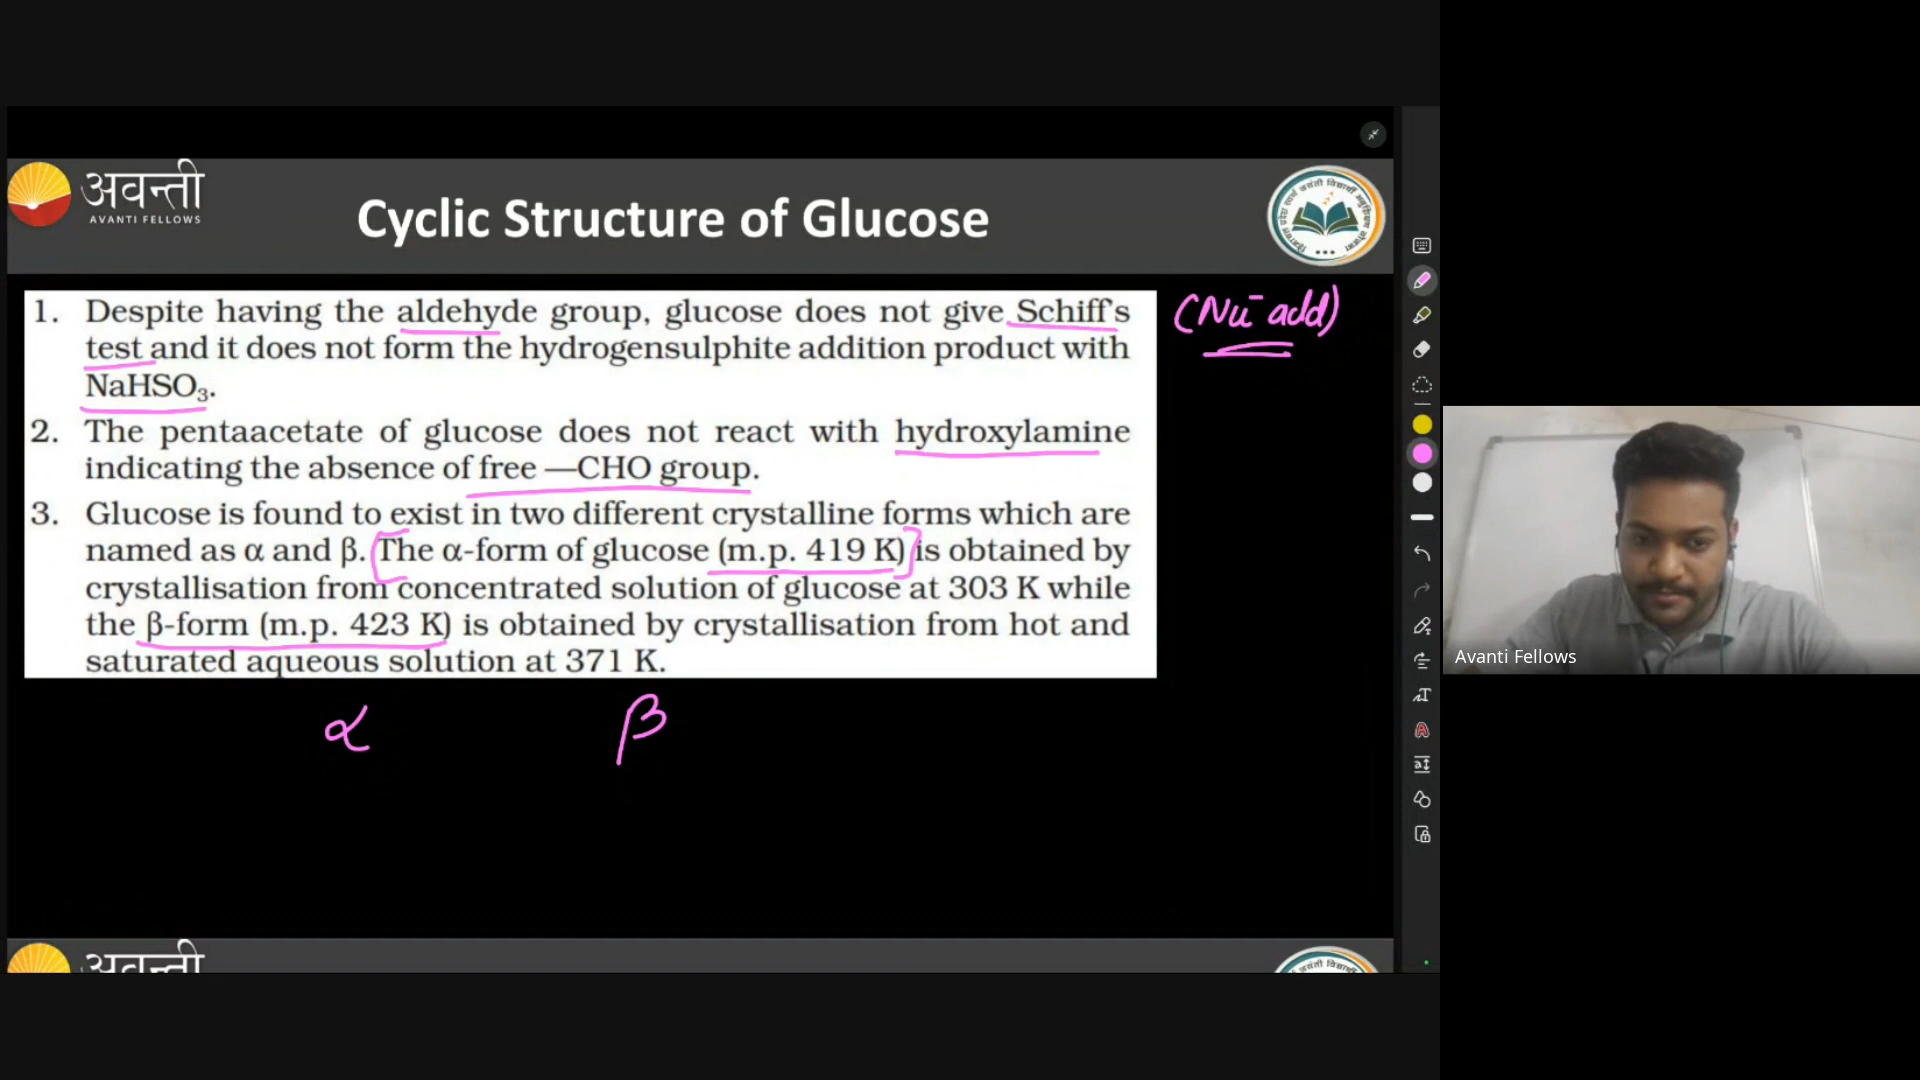 अवन्ती
AVANTI FELLOWS
Cyclic Structure of Glucose
1. Despite having the aldehyde group, glucose does not give Schiff's
test and it does not form the hydrogensulphite addition product with
NaHSO₃.
(Nu⁻ add)
2. The pentaacetate of glucose does not react with hydroxylamine
indicating the absence of free —CHO group.
3. Glucose is found to exist in two different crystalline forms which are
named as α and β. [The α-form of glucose (m.p. 419 K)] is obtained by
crystallisation from concentrated solution of glucose at 303 K while
the β-form (m.p. 423 K) is obtained by crystallisation from hot and
saturated aqueous solution at 371 K.
α β
Avanti Fellows
अवन्ती